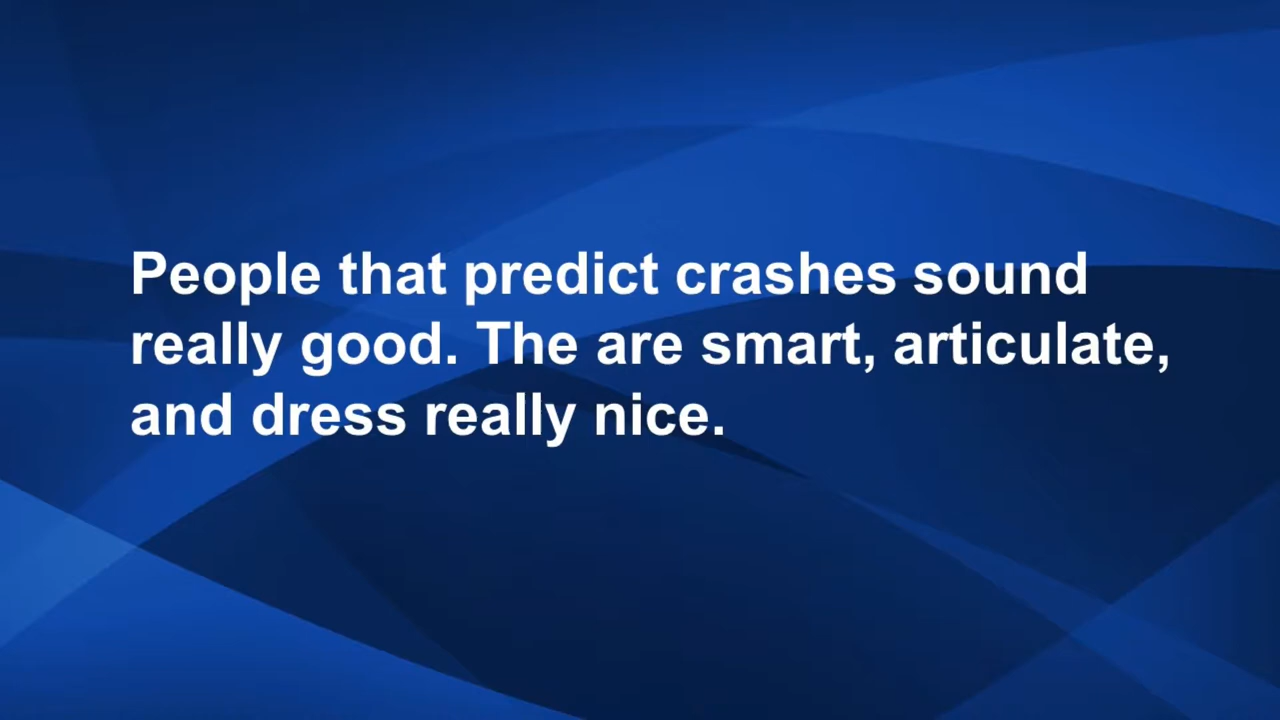 People that predict crashes sound
really good. The are smart, articulate,
and dress really nice.